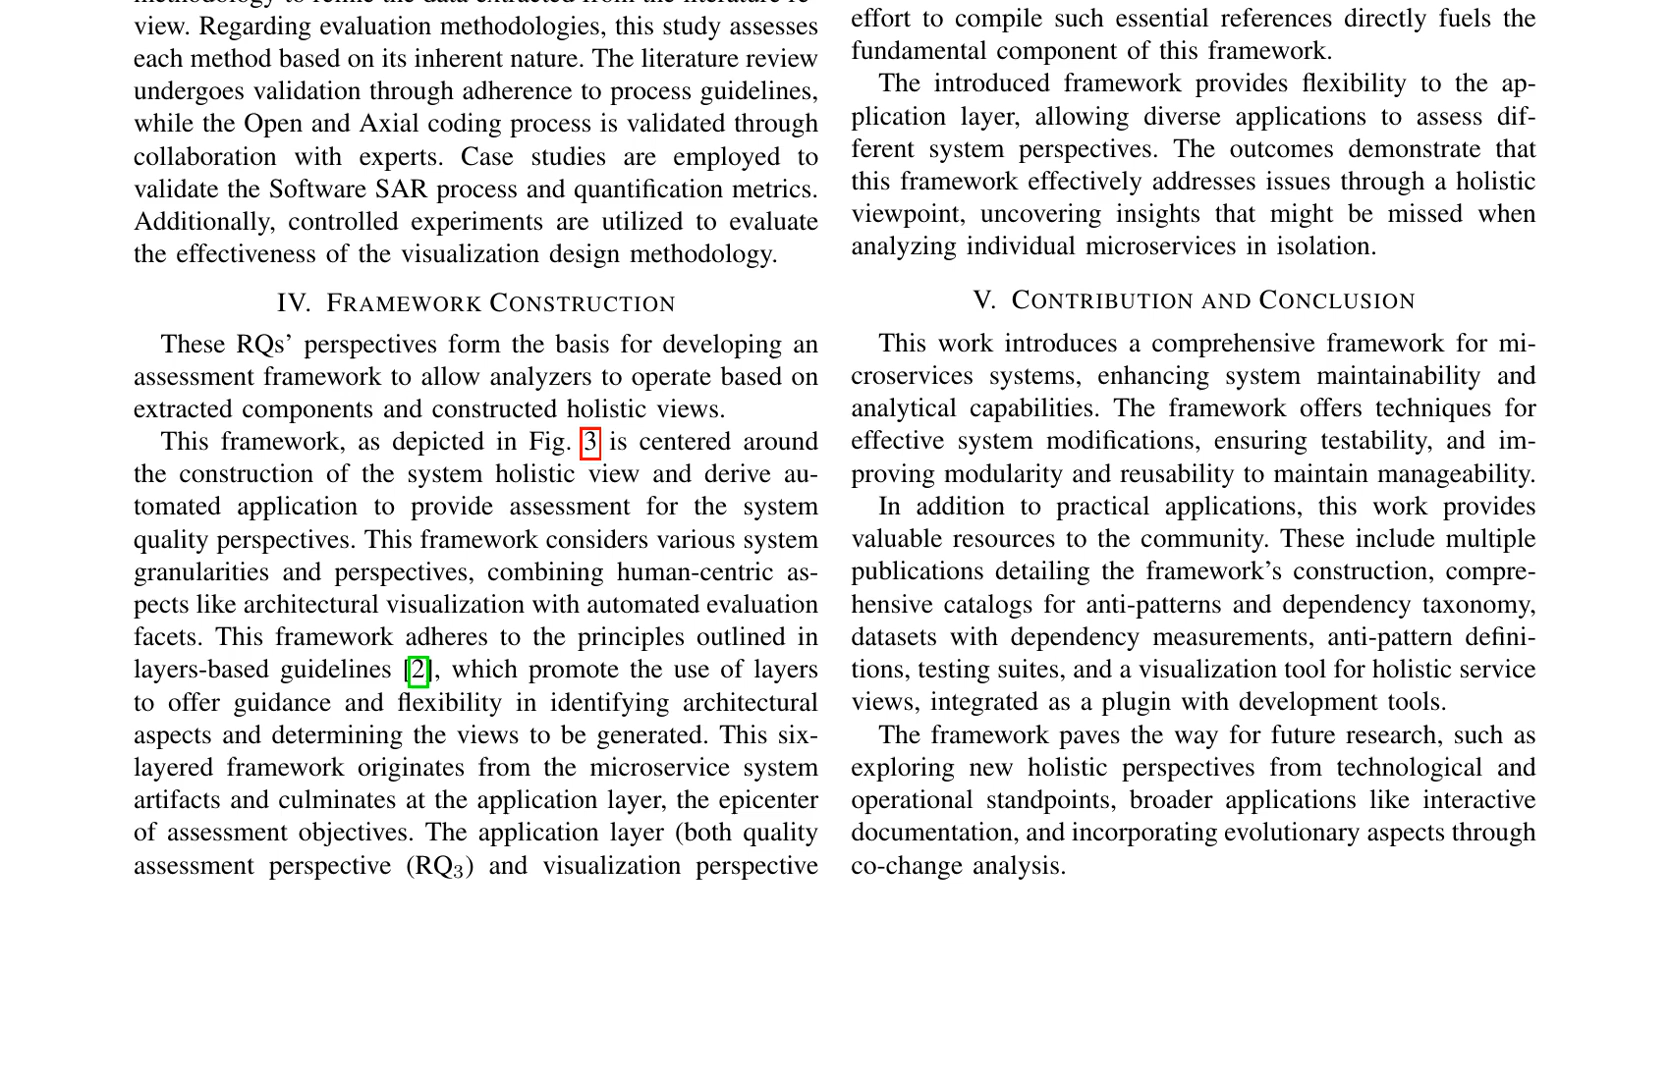 view. Regarding evaluation methodologies, this study assesses
each method based on its inherent nature. The literature review
undergoes validation through adherence to process guidelines,
while the Open and Axial coding process is validated through
collaboration with experts. Case studies are employed to
validate the Software SAR process and quantification metrics.
Additionally, controlled experiments are utilized to evaluate
the effectiveness of the visualization design methodology.
IV. FRAMEWORK CONSTRUCTION
These RQs’ perspectives form the basis for developing an
assessment framework to allow analyzers to operate based on
extracted components and constructed holistic views.
This framework, as depicted in Fig. 3 is centered around
the construction of the system holistic view and derive au-
tomated application to provide assessment for the system
quality perspectives. This framework considers various system
granularities and perspectives, combining human-centric as-
pects like architectural visualization with automated evaluation
facets. This framework adheres to the principles outlined in
layers-based guidelines [2], which promote the use of layers
to offer guidance and flexibility in identifying architectural
aspects and determining the views to be generated. This six-
layered framework originates from the microservice system
artifacts and culminates at the application layer, the epicenter
of assessment objectives. The application layer (both quality
assessment perspective (RQ3) and visualization perspective
effort to compile such essential references directly fuels the
fundamental component of this framework.
The introduced framework provides flexibility to the ap-
plication layer, allowing diverse applications to assess dif-
ferent system perspectives. The outcomes demonstrate that
this framework effectively addresses issues through a holistic
viewpoint, uncovering insights that might be missed when
analyzing individual microservices in isolation.
V. CONTRIBUTION AND CONCLUSION
This work introduces a comprehensive framework for mi-
croservices systems, enhancing system maintainability and
analytical capabilities. The framework offers techniques for
effective system modifications, ensuring testability, and im-
proving modularity and reusability to maintain manageability.
In addition to practical applications, this work provides
valuable resources to the community. These include multiple
publications detailing the framework’s construction, compre-
hensive catalogs for anti-patterns and dependency taxonomy,
datasets with dependency measurements, anti-pattern defini-
tions, testing suites, and a visualization tool for holistic service
views, integrated as a plugin with development tools.
The framework paves the way for future research, such as
exploring new holistic perspectives from technological and
operational standpoints, broader applications like interactive
documentation, and incorporating evolutionary aspects through
co-change analysis.